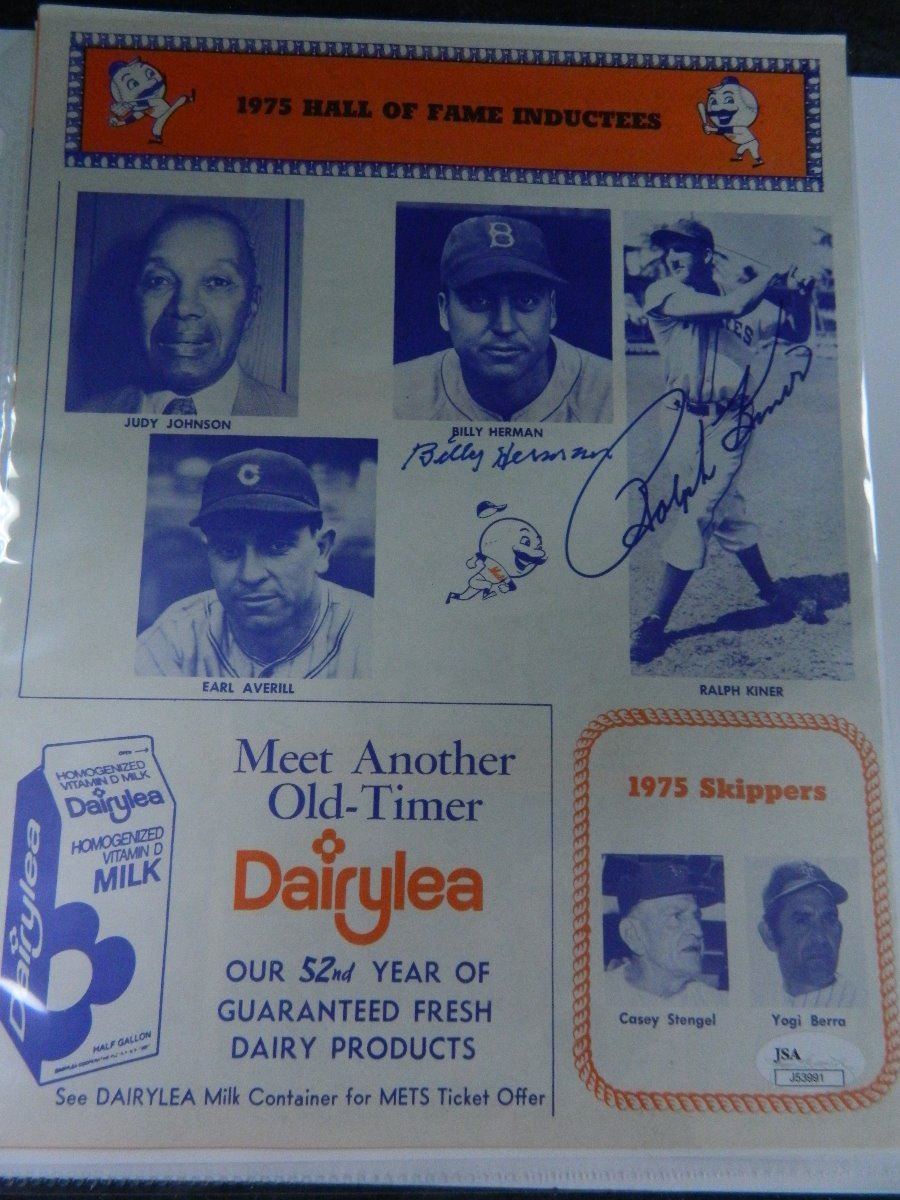 1975 HALL OF FAME INDUCTEES
JUDY JOHNSON
B
BILLY HERMAN
Billy Herman
C
EARL AVERILL
Mets
Ralph Kiner
RALPH KINER
OPEN
HOMOGENIZED
VITAMIN D MILK
Dairylea
HOMOGENIZED
VITAMIN D
MILK
HALF GALLON
Dairylea
Meet Another
Old-Timer
Dairylea
OUR 52nd YEAR OF
GUARANTEED FRESH
DAIRY PRODUCTS
See DAIRYLEA Milk Container for METS Ticket Offer
1975 Skippers
Casey Stengel
Yogi Berra
JSA
J53991